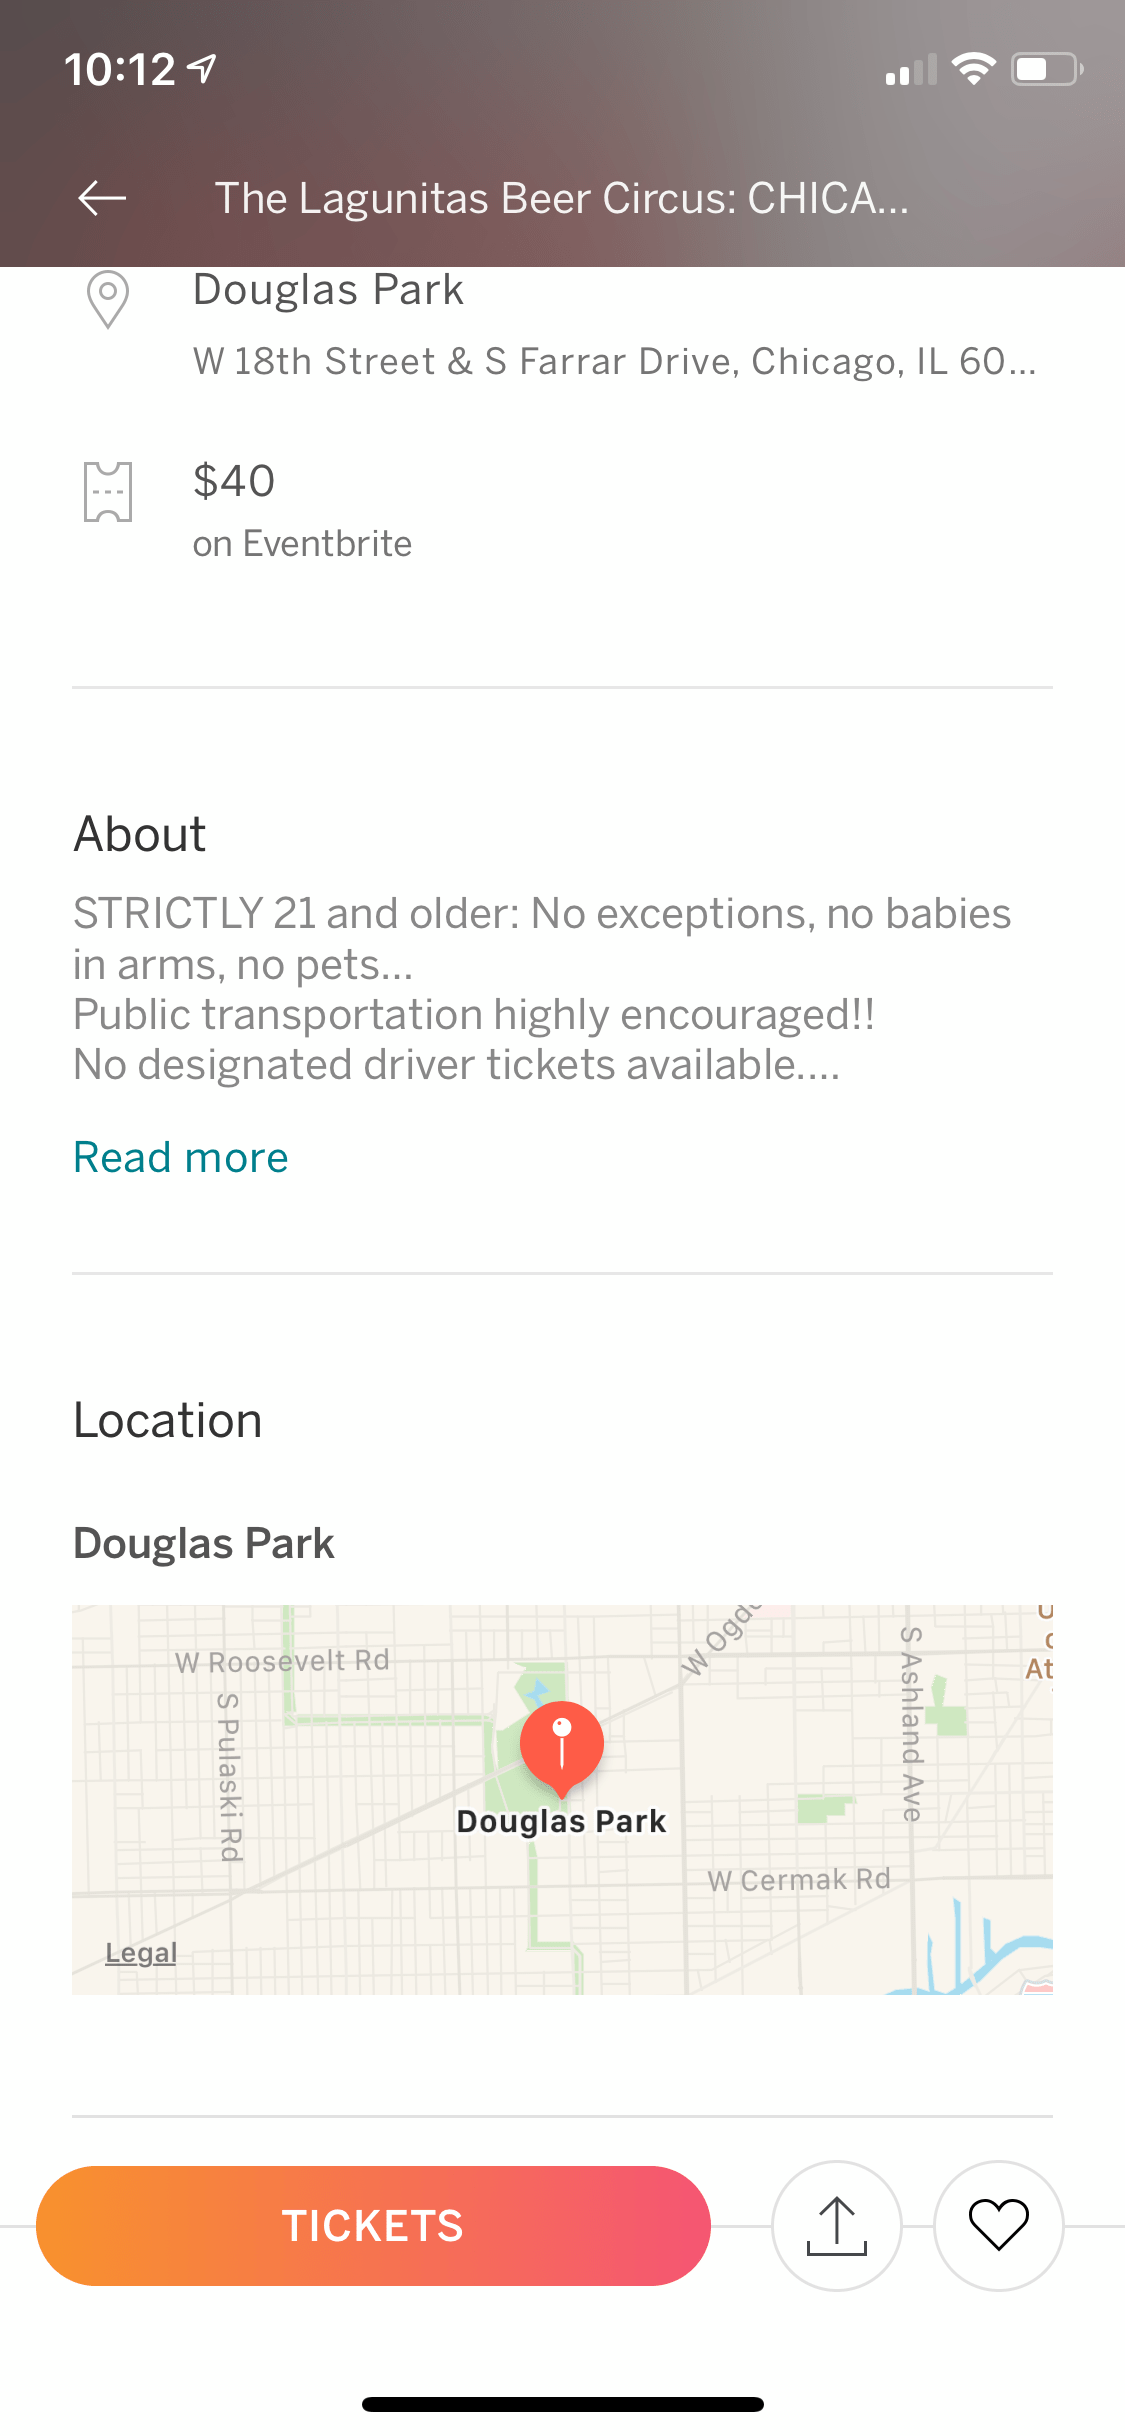 10:12
The Lagunitas Beer Circus: CHICA...
Douglas Park
W 18th Street & S Farrar Drive, Chicago, IL 60...
$40
on Eventbrite
About
STRICTLY 21 and older: No exceptions, no babies
in arms, no pets...
Public transportation highly encouraged!!
No designated driver tickets available....
Read more
Location
Douglas Park
W Roosevelt Rd
S Pulaski Rd
W Ogd
S Ashland Ave
At
Douglas Park
W Cermak Rd
Legal
TICKETS